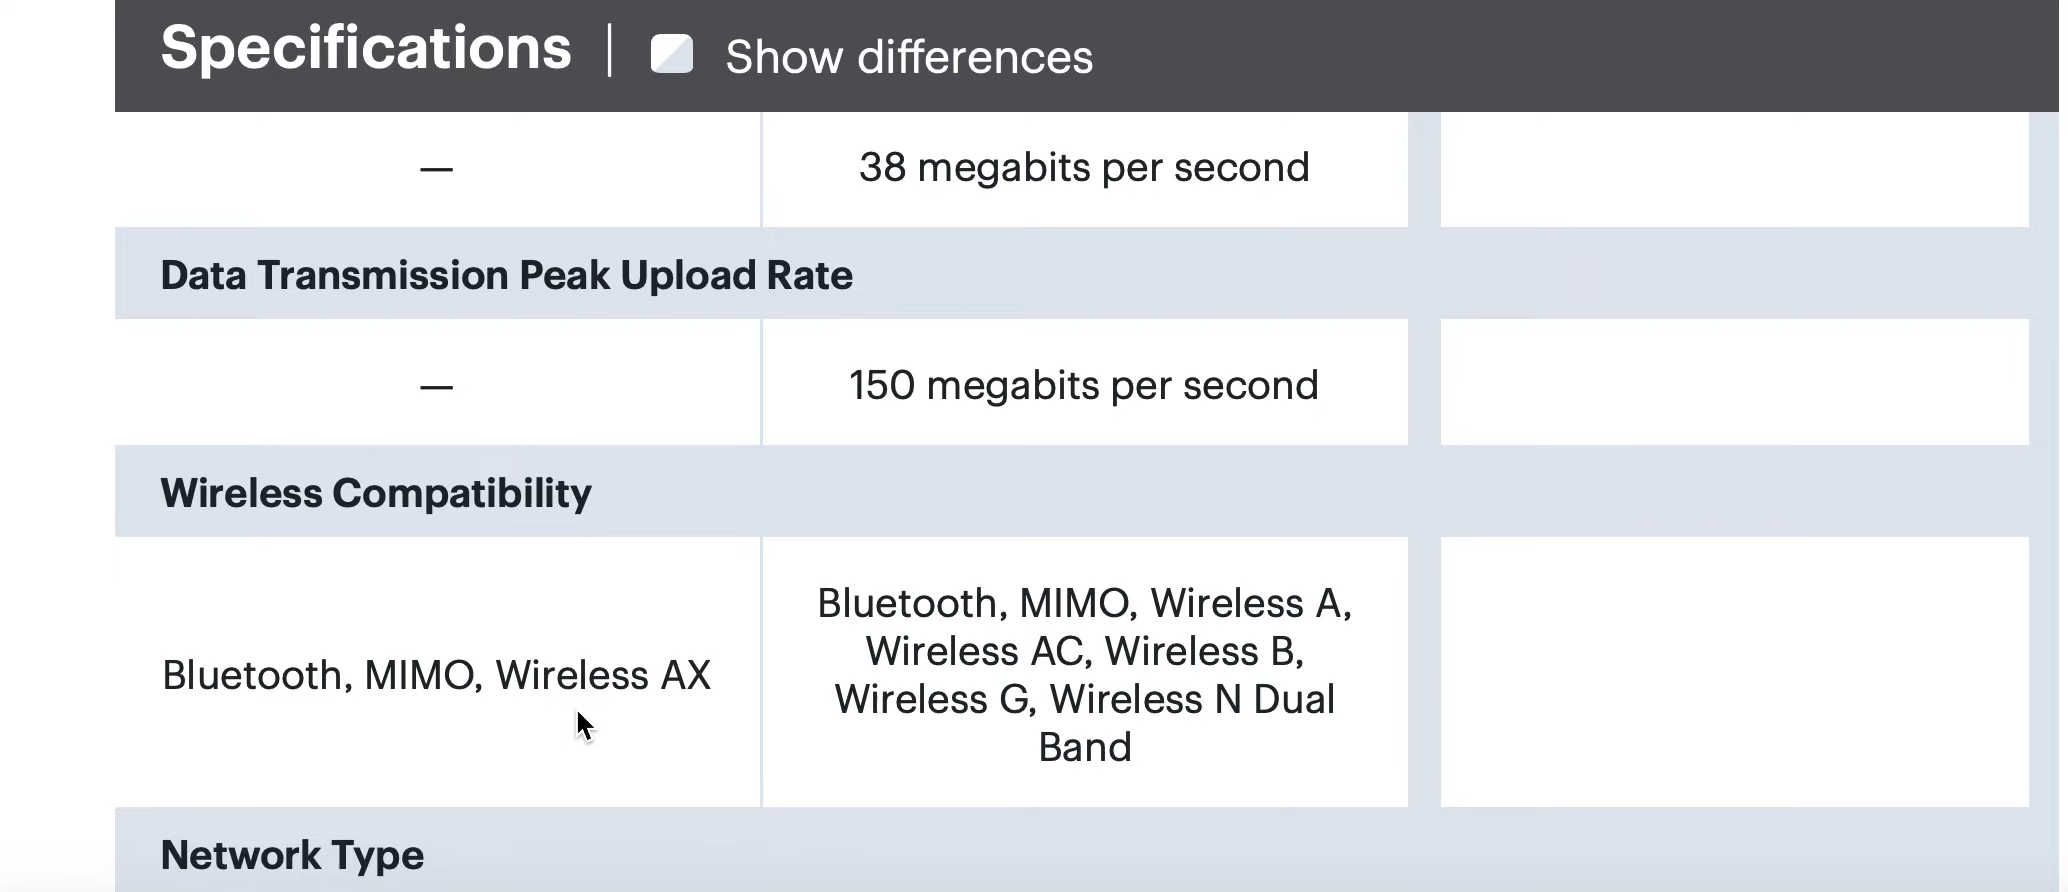 Specifications
Show differences
—
38 megabits per second
Data Transmission Peak Upload Rate
—
150 megabits per second
Wireless Compatibility
Bluetooth, MIMO, Wireless AX
Bluetooth, MIMO, Wireless A,
Wireless AC, Wireless B,
Wireless G, Wireless N Dual
Band
Network Type